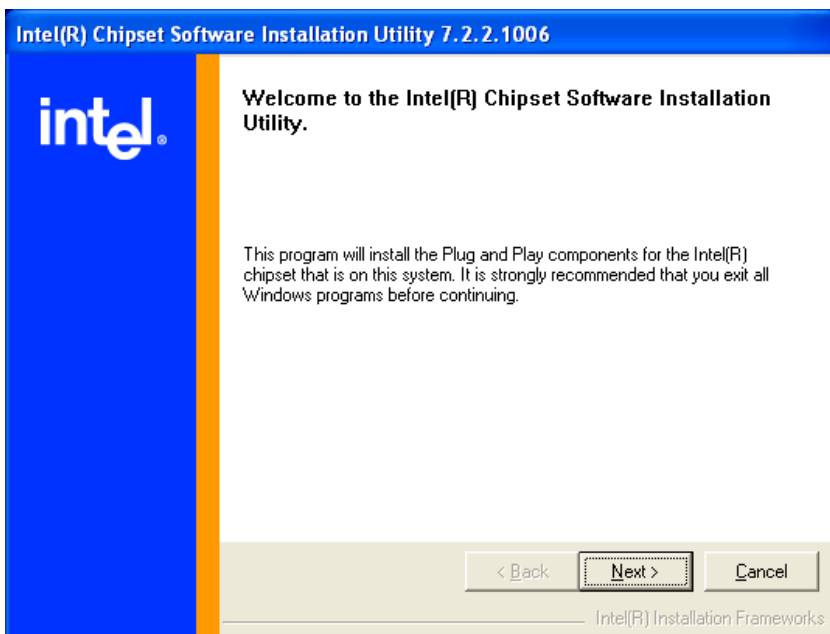 Intel(R) Chipset Software Installation Utility 7.2.2.1006
intel®
Welcome to the Intel(R) Chipset Software Installation
Utility.
This program will install the Plug and Play components for the Intel(R)
chipset that is on this system. It is strongly recommended that you exit all
Windows programs before continuing.
< Back
Next >
Cancel
Intel(R) Installation Frameworks